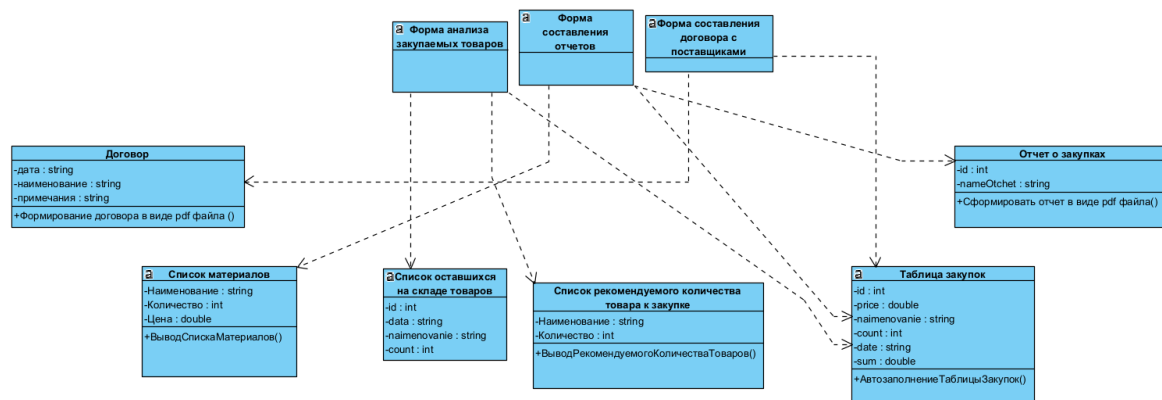 a Форма анализа
закупаемых товаров
a Форма
составления
отчетов
a Форма составления
договора с
поставщиками
Договор
-дата : string
-наименование : string
-примечания : string
+Формирование договора в виде pdf файла ()
Отчет о закупках
-id : int
-nameOtchet : string
+Сформировать отчет в виде pdf файла()
a Список материалов
-Наименование : string
-Количество : int
-Цена : double
+ВыводСпискаМатериалов()
a Список оставшихся
на складе товаров
-id : int
-data : string
-naimenovanie : string
-count : int
Список рекомендуемого количества
товара к закупке
-Наименование : string
-Количество : int
+ВыводРекомендуемогоКоличестваТоваров()
a Таблица закупок
-id : int
-price : double
-naimenovanie : string
-count : int
-date : string
-sum : double
+АвтозаполнениеТаблицыЗакупок()